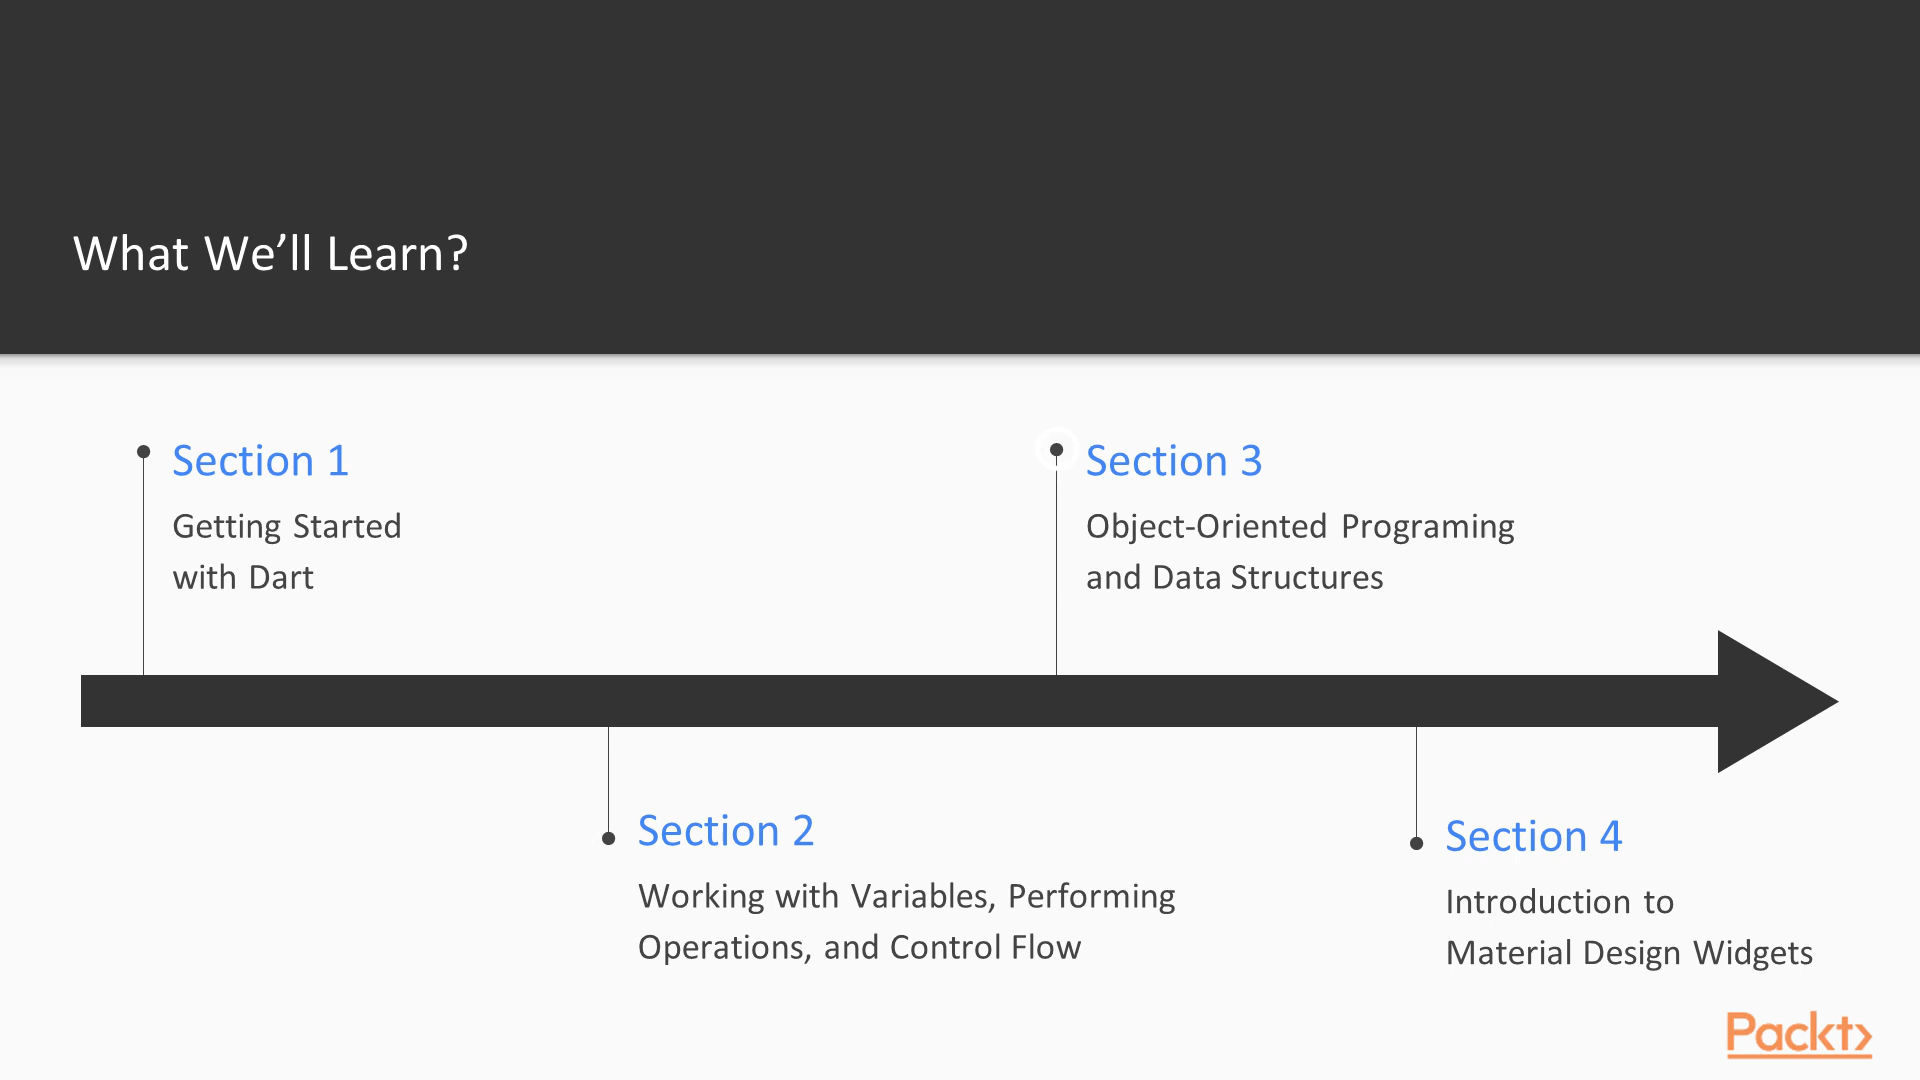 What We’ll Learn?
Section 1
Getting Started
with Dart
Section 2
Working with Variables, Performing
Operations, and Control Flow
Section 3
Object-Oriented Programing
and Data Structures
Section 4
Introduction to
Material Design Widgets
Packt>